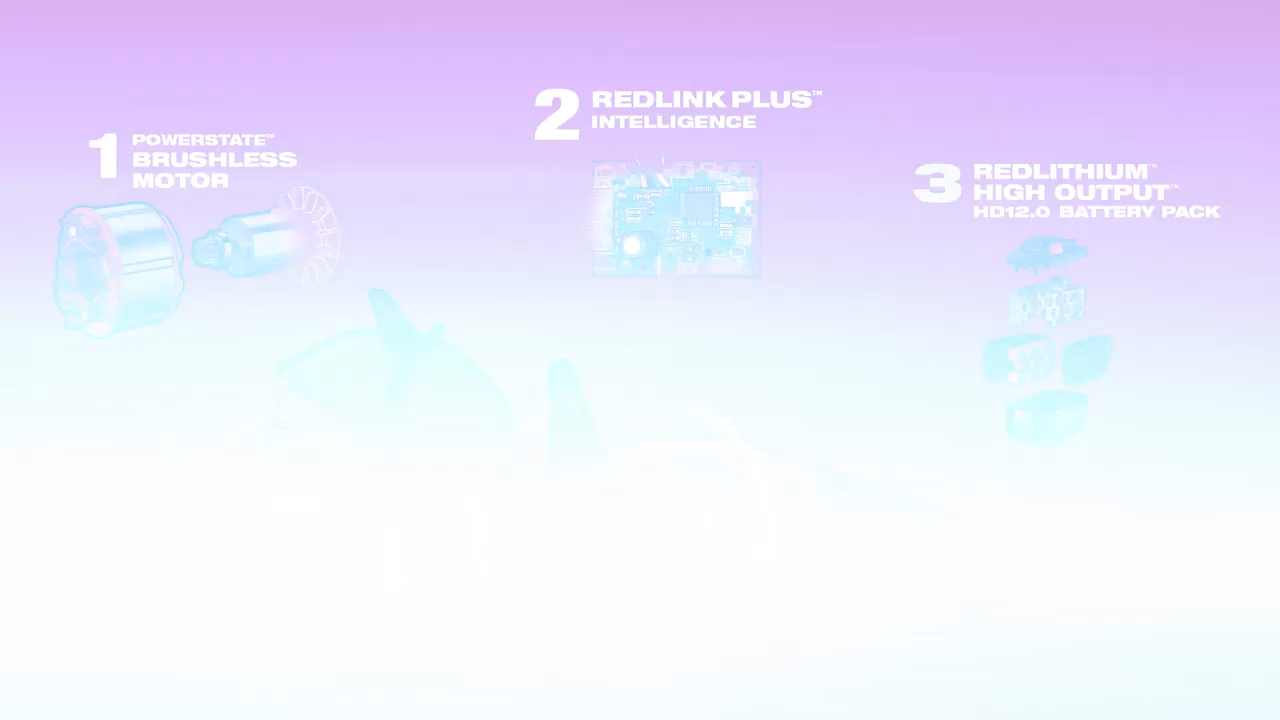 1 POWERSTATE™
BRUSHLESS
MOTOR
2 REDLINK PLUS™
INTELLIGENCE
3 REDLITHIUM™
HIGH OUTPUT™
HD12.0 BATTERY PACK